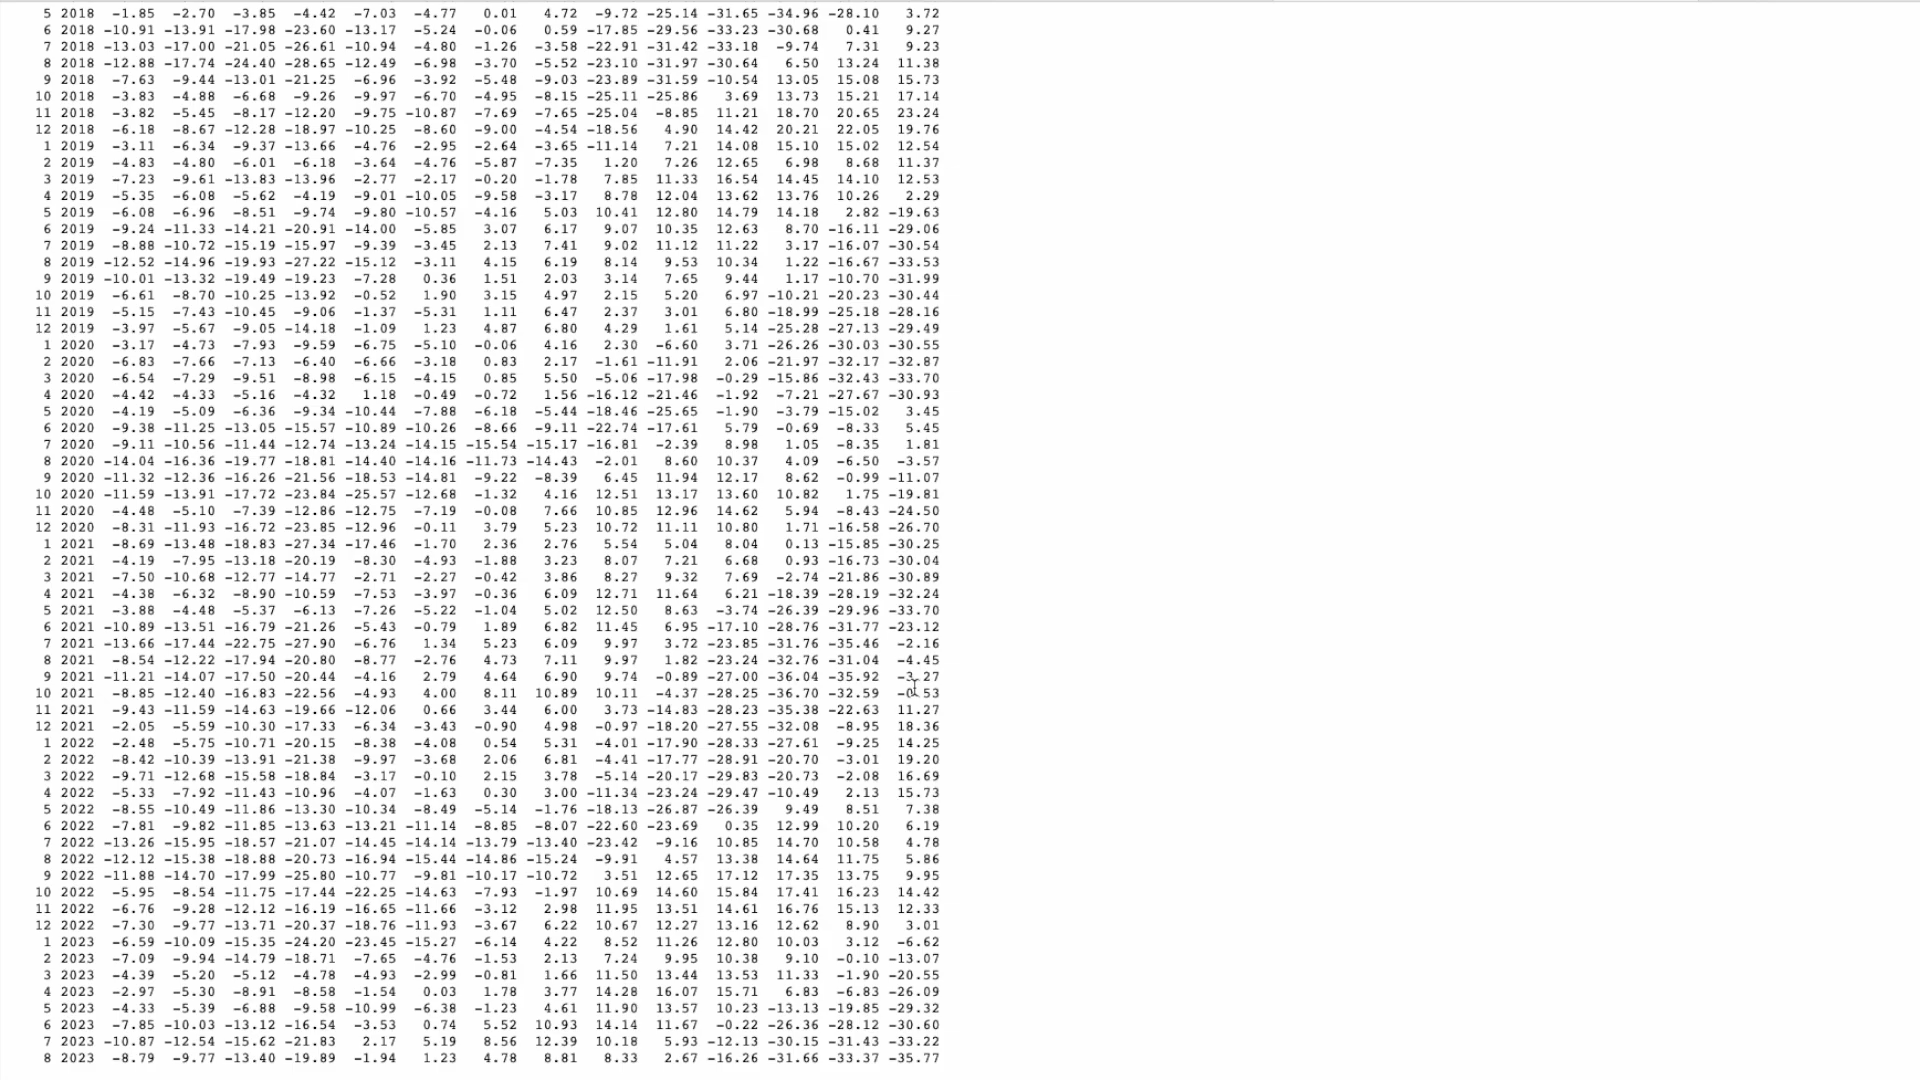 5 2018 -1.85 -2.70 -3.85 -4.42 -7.03 -4.77 0.01 4.72 -9.72 -25.14 -31.65 -34.96 -28.10 3.72
6 2018 -10.91 -13.91 -17.98 -23.60 -13.17 -5.24 -0.06 0.59 -17.85 -29.56 -33.23 -30.68 0.41 9.27
7 2018 -13.03 -17.00 -21.05 -26.61 -10.94 -4.80 -1.26 -3.58 -22.91 -31.42 -33.18 -9.74 7.31 9.23
8 2018 -12.88 -17.74 -24.40 -28.65 -12.49 -6.98 -3.70 -5.52 -23.10 -31.97 -30.64 6.50 13.24 11.38
9 2018 -7.63 -9.44 -13.01 -21.25 -6.96 -3.92 -5.48 -9.03 -23.89 -31.59 -10.54 13.05 15.08 15.73
10 2018 -3.83 -4.88 -6.68 -9.26 -9.97 -6.70 -4.95 -8.15 -25.11 -25.86 3.69 13.73 15.21 17.14
11 2018 -3.82 -5.45 -8.17 -12.20 -9.75 -10.87 -7.69 -7.65 -25.04 -8.85 11.21 18.70 20.65 23.24
12 2018 -6.18 -8.67 -12.28 -18.97 -10.25 -8.60 -9.00 -4.54 -18.56 4.90 14.42 20.21 22.05 19.76
1 2019 -3.11 -6.34 -9.37 -13.66 -4.76 -2.95 -2.64 -3.65 -11.14 7.21 14.08 15.10 15.02 12.54
2 2019 -4.83 -4.80 -6.01 -6.18 -3.64 -4.76 -5.87 -7.35 1.20 7.26 12.65 6.98 8.68 11.37
3 2019 -7.23 -9.61 -13.83 -13.96 -2.77 -2.17 -0.20 -1.78 7.85 11.33 16.54 14.45 14.10 12.53
4 2019 -5.35 -6.08 -5.62 -4.19 -9.01 -10.05 -9.58 -3.17 8.78 12.04 13.62 13.76 10.26 2.29
5 2019 -6.08 -6.96 -8.51 -9.74 -9.80 -10.57 -4.16 5.03 10.41 12.80 14.79 14.18 2.82 -19.63
6 2019 -9.24 -11.33 -14.21 -20.91 -14.00 -5.85 3.07 6.17 9.07 10.35 12.63 8.70 -16.11 -29.06
7 2019 -8.88 -10.72 -15.19 -15.97 -9.39 -3.45 2.13 7.41 9.02 11.12 11.22 3.17 -16.07 -30.54
8 2019 -12.52 -14.96 -19.93 -27.22 -15.12 -3.11 4.15 6.19 8.14 9.53 10.34 1.22 -16.67 -33.53
9 2019 -10.01 -13.32 -19.49 -19.23 -7.28 0.36 1.51 2.03 3.14 7.65 9.44 1.17 -10.70 -31.99
10 2019 -6.61 -8.70 -10.25 -13.92 -0.52 1.90 3.15 4.97 2.15 5.20 6.97 -10.21 -20.23 -30.44
11 2019 -5.15 -7.43 -10.45 -9.06 -1.37 -5.31 1.11 6.47 2.37 3.01 6.80 -18.99 -25.18 -28.16
12 2019 -3.97 -5.67 -9.05 -14.18 -1.09 1.23 4.87 6.80 4.29 1.61 5.14 -25.28 -27.13 -29.49
1 2020 -3.17 -4.73 -7.93 -9.59 -6.75 -5.10 -0.06 4.16 2.30 -6.60 3.71 -26.26 -30.03 -30.55
2 2020 -6.83 -7.66 -7.13 -6.40 -6.66 -3.18 0.83 2.17 -1.61 -11.91 2.06 -21.97 -32.17 -32.87
3 2020 -6.54 -7.29 -9.51 -8.98 -6.15 -4.15 0.85 5.50 -5.06 -17.98 -0.29 -15.86 -32.43 -33.70
4 2020 -4.42 -4.33 -5.16 -4.32 1.18 -0.49 -0.72 1.56 -16.12 -21.46 -1.92 -7.21 -27.67 -30.93
5 2020 -4.19 -5.09 -6.36 -9.34 -10.44 -7.88 -6.18 -5.44 -18.46 -25.65 -1.90 -3.79 -15.02 3.45
6 2020 -9.38 -11.25 -13.05 -15.57 -10.89 -10.26 -8.66 -9.11 -22.74 -17.61 5.79 -0.69 -8.33 5.45
7 2020 -9.11 -10.56 -11.44 -12.74 -13.24 -14.15 -15.54 -15.17 -16.81 -2.39 8.98 1.05 -8.35 1.81
8 2020 -14.04 -16.36 -19.77 -18.81 -14.40 -14.16 -11.73 -14.43 -2.01 8.60 10.37 4.09 -6.50 -3.57
9 2020 -11.32 -12.36 -16.26 -21.56 -18.53 -14.81 -9.22 -8.39 6.45 11.94 12.17 8.62 -0.99 -11.07
10 2020 -11.59 -13.91 -17.72 -23.84 -25.57 -12.68 -1.32 4.16 12.51 13.17 13.60 10.82 1.75 -19.81
11 2020 -4.48 -5.10 -7.39 -12.86 -12.75 -7.19 -0.08 7.66 10.85 12.96 14.62 5.94 -8.43 -24.50
12 2020 -8.31 -11.93 -16.72 -23.85 -12.96 -0.11 3.79 5.23 10.72 11.11 10.80 1.71 -16.58 -26.70
1 2021 -8.69 -13.48 -18.83 -27.34 -17.46 -1.70 2.36 2.76 5.54 5.04 8.04 0.13 -15.85 -30.25
2 2021 -4.19 -7.95 -13.18 -20.19 -8.30 -4.93 -1.88 3.23 8.07 7.21 6.68 0.93 -16.73 -30.04
3 2021 -7.50 -10.68 -12.77 -14.77 -2.71 -2.27 -0.42 3.86 8.27 9.32 7.69 -2.74 -21.86 -30.89
4 2021 -4.38 -6.32 -8.90 -10.59 -7.53 -3.97 -0.36 6.09 12.71 11.64 6.21 -18.39 -28.19 -32.24
5 2021 -3.88 -4.48 -5.37 -6.13 -7.26 -5.22 -1.04 5.02 12.50 8.63 -3.74 -26.39 -29.96 -33.70
6 2021 -10.89 -13.51 -16.79 -21.26 -5.43 -0.79 1.89 6.82 11.45 6.95 -17.10 -28.76 -31.77 -23.12
7 2021 -13.66 -17.44 -22.75 -27.90 -6.76 1.34 5.23 6.09 9.97 3.72 -23.85 -31.76 -35.46 -2.16
8 2021 -8.54 -12.22 -17.94 -20.80 -8.77 -2.76 4.73 7.11 9.97 1.82 -23.24 -32.76 -31.04 -4.45
9 2021 -11.21 -14.07 -17.50 -20.44 -4.16 2.79 4.64 6.90 9.74 -0.89 -27.00 -36.04 -35.92 -3.27
10 2021 -8.85 -12.40 -16.83 -22.56 -4.93 4.00 8.11 10.89 10.11 -4.37 -28.25 -36.70 -32.59 -0.53
11 2021 -9.43 -11.59 -14.63 -19.66 -12.06 0.66 3.44 6.00 3.73 -14.83 -28.23 -35.38 -22.63 11.27
12 2021 -2.05 -5.59 -10.30 -17.33 -6.34 -3.43 -0.90 4.98 -0.97 -18.20 -27.55 -32.08 -8.95 18.36
1 2022 -2.48 -5.75 -10.71 -20.15 -8.38 -4.08 0.54 5.31 -4.01 -17.90 -28.33 -27.61 -9.25 14.25
2 2022 -8.42 -10.39 -13.91 -21.38 -9.97 -3.68 2.06 6.81 -4.41 -17.77 -28.91 -20.70 -3.01 19.20
3 2022 -9.71 -12.68 -15.58 -18.84 -3.17 -0.10 2.15 3.78 -5.14 -20.17 -29.83 -20.73 -2.08 16.69
4 2022 -5.33 -7.92 -11.43 -10.96 -4.07 -1.63 0.30 3.00 -11.34 -23.24 -29.47 -10.49 2.13 15.73
5 2022 -8.55 -10.49 -11.86 -13.30 -10.34 -8.49 -5.14 -1.76 -18.13 -26.87 -26.39 9.49 8.51 7.38
6 2022 -7.81 -9.82 -11.85 -13.63 -13.21 -11.14 -8.85 -8.07 -22.60 -23.69 0.35 12.99 10.20 6.19
7 2022 -13.26 -15.95 -18.57 -21.07 -14.45 -14.14 -13.79 -13.40 -23.42 -9.16 10.85 14.70 10.58 4.78
8 2022 -12.12 -15.38 -18.88 -20.73 -16.94 -15.44 -14.86 -15.24 -9.91 4.57 13.38 14.64 11.75 5.86
9 2022 -11.88 -14.70 -17.99 -25.80 -10.77 -9.81 -10.17 -10.72 3.51 12.65 17.12 17.35 13.75 9.95
10 2022 -5.95 -8.54 -11.75 -17.44 -22.25 -14.63 -7.93 -1.97 10.69 14.60 15.84 17.41 16.23 14.42
11 2022 -6.76 -9.28 -12.12 -16.19 -16.65 -11.66 -3.12 2.98 11.95 13.51 14.61 16.76 15.13 12.33
12 2022 -7.30 -9.77 -13.71 -20.37 -18.76 -11.93 -3.67 6.22 10.67 12.27 13.16 12.62 8.90 3.01
1 2023 -6.59 -10.09 -15.35 -24.20 -23.45 -15.27 -6.14 4.22 8.52 11.26 12.80 10.03 3.12 -6.62
2 2023 -7.09 -9.94 -14.79 -18.71 -7.65 -4.76 -1.53 2.13 7.24 9.95 10.38 9.10 -0.10 -13.07
3 2023 -4.39 -5.20 -5.12 -4.78 -4.93 -2.99 -0.81 1.66 11.50 13.44 13.53 11.33 -1.90 -20.55
4 2023 -2.97 -5.30 -8.91 -8.58 -1.54 0.03 1.78 3.77 14.28 16.07 15.71 6.83 -6.83 -26.09
5 2023 -4.33 -5.39 -6.88 -9.58 -10.99 -6.38 -1.23 4.61 11.90 13.57 10.23 -13.13 -19.85 -29.32
6 2023 -7.85 -10.03 -13.12 -16.54 -3.53 0.74 5.52 10.93 14.14 11.67 -0.22 -26.36 -28.12 -30.60
7 2023 -10.87 -12.54 -15.62 -21.83 2.17 5.19 8.56 12.39 10.18 5.93 -12.13 -30.15 -31.43 -33.22
8 2023 -8.79 -9.77 -13.40 -19.89 -1.94 1.23 4.78 8.81 8.33 2.67 -16.26 -31.66 -33.37 -35.77